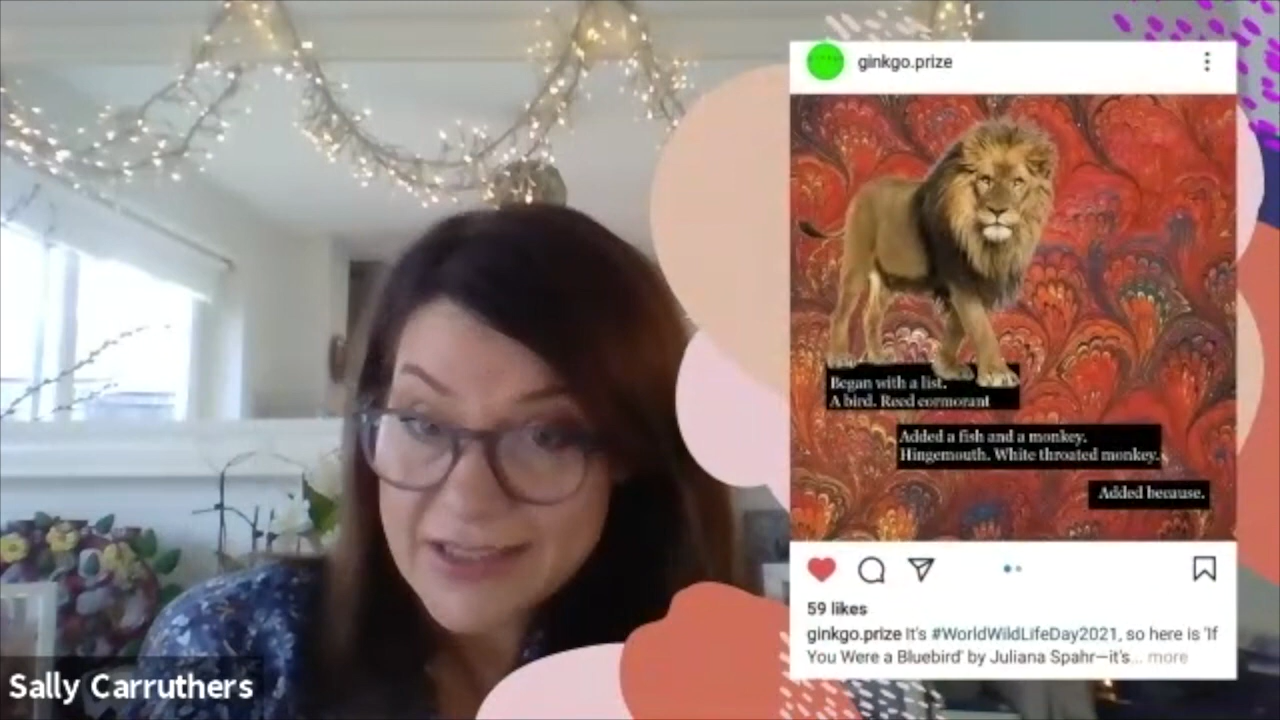 ginkgo.prize
Began with a list.
A bird. Reed cormorant
Added a fish and a monkey.
Hingemouth. White throated monkey.
Added because.
59 likes
ginkgo.prize It's #WorldWildLifeDay2021, so here is 'If
You Were a Bluebird' by Juliana Spahr—it's... more
Sally Carruthers